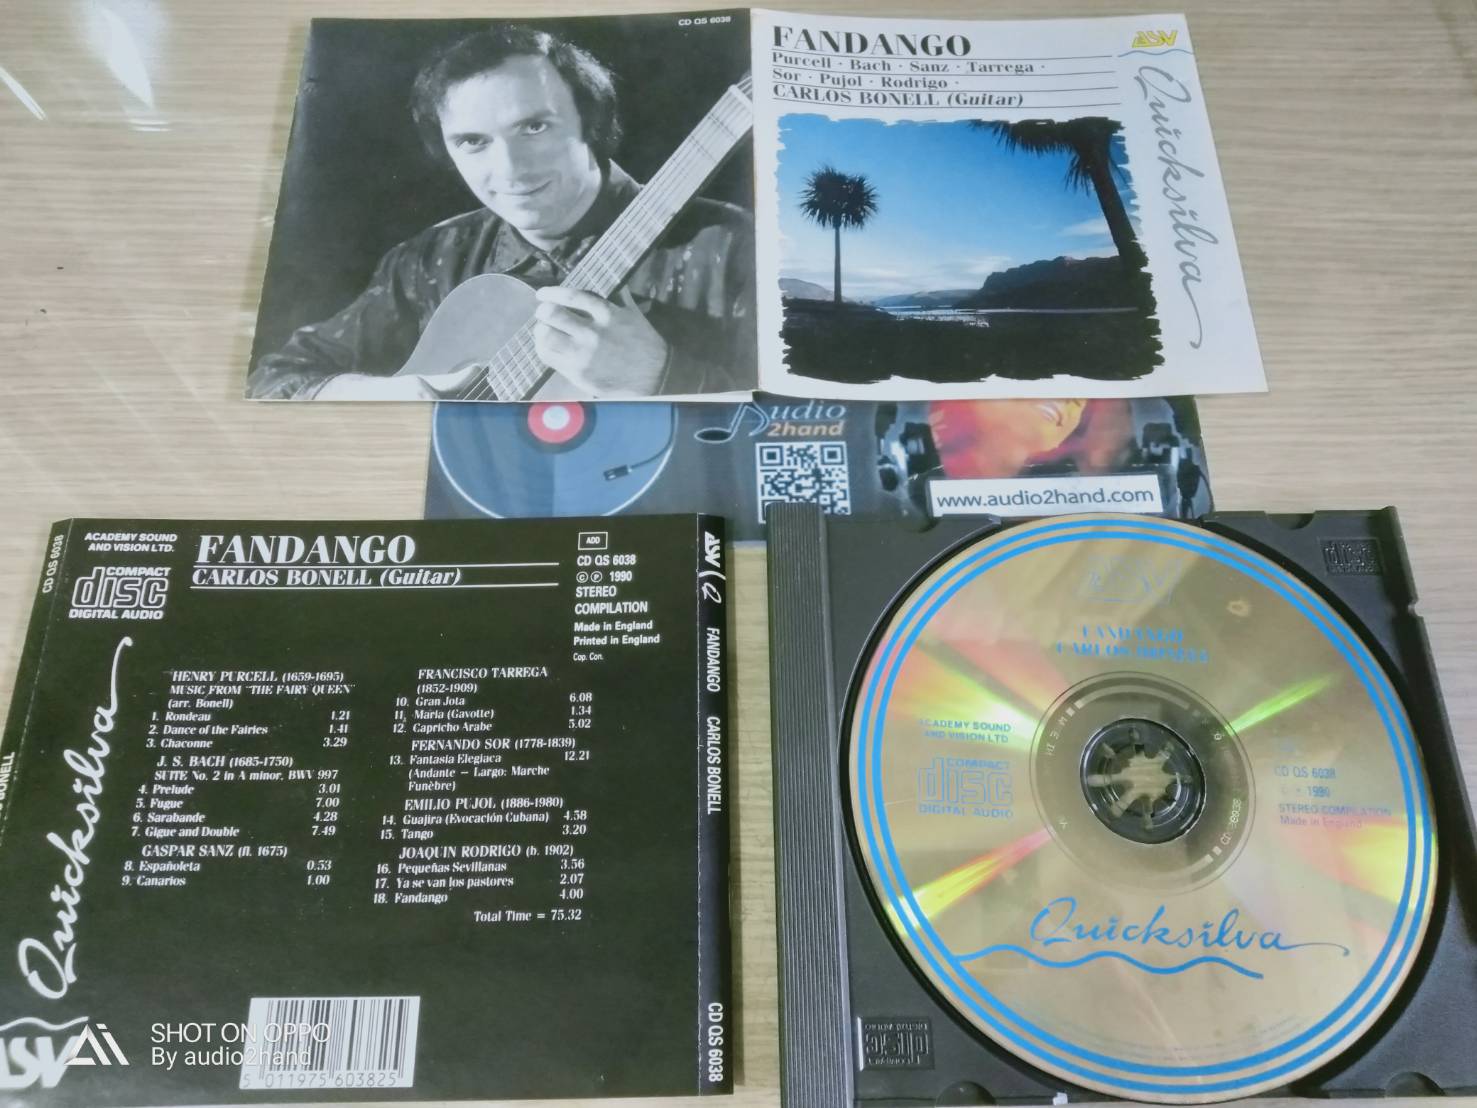 CD QS 6038
FANDANGO
Purcell · Bach · Sanz · Tarrega ·
Sor · Pujol · Rodrigo ·
CARLOS BONELL (Guitar)
ASV
Quicksilva
Audio
2hand
www.audio2hand.com
CD QS 6038
ACADEMY SOUND
AND VISION LTD.
COMPACT
disc
DIGITAL AUDIO
FANDANGO
CARLOS BONELL (Guitar)
ADD
CD QS 6038
© ℗ 1990
STEREO
COMPILATION
Made in England
Printed in England
Cop. Con.
HENRY PURCELL (1659-1695)
MUSIC FROM "THE FAIRY QUEEN"
(arr. Bonell)
1. Rondeau 1.21
2. Dance of the Fairies 1.41
3. Chaconne 3.29
J. S. BACH (1685-1750)
SUITE No. 2 in A minor, BWV 997
4. Prelude 3.01
5. Fugue 7.00
6. Sarabande 4.28
7. Gigue and Double 7.49
GASPAR SANZ (fl. 1675)
8. Españoleta 0.53
9. Canarios 1.00
FRANCISCO TARREGA
(1852-1909)
10. Gran Jota 6.08
11. Maria (Gavotte) 1.34
12. Capricho Arabe 5.02
FERNANDO SOR (1778-1839)
13. Fantasia Elegiaca 12.21
(Andante – Largo: Marche
Funèbre)
EMILIO PUJOL (1886-1980)
14. Guajira (Evocación Cubana) 4.58
15. Tango 3.20
JOAQUIN RODRIGO (b. 1902)
16. Pequeñas Sevillanas 3.56
17. Ya se van los pastores 2.07
18. Fandango 4.00
Total Time = 75.32
Quicksilva
ASV
5 011975 603825
SHOT ON OPPO
By audio2hand
BONELL
ASV Q FANDANGO CARLOS BONELL CD QS 6038
ASV
FANDANGO
CARLOS BONELL
ACADEMY SOUND
AND VISION LTD
COMPACT
disc
DIGITAL AUDIO
CD QS 6038
1990
STEREO COMPILATION
Made in England
Quicksilva
COMPACT
disc
DIGITAL AUDIO